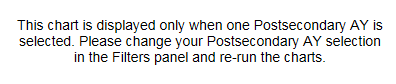 This chart is displayed only when one Postsecondary AY is
selected. Please change your Postsecondary AY selection
in the Filters panel and re-run the charts.